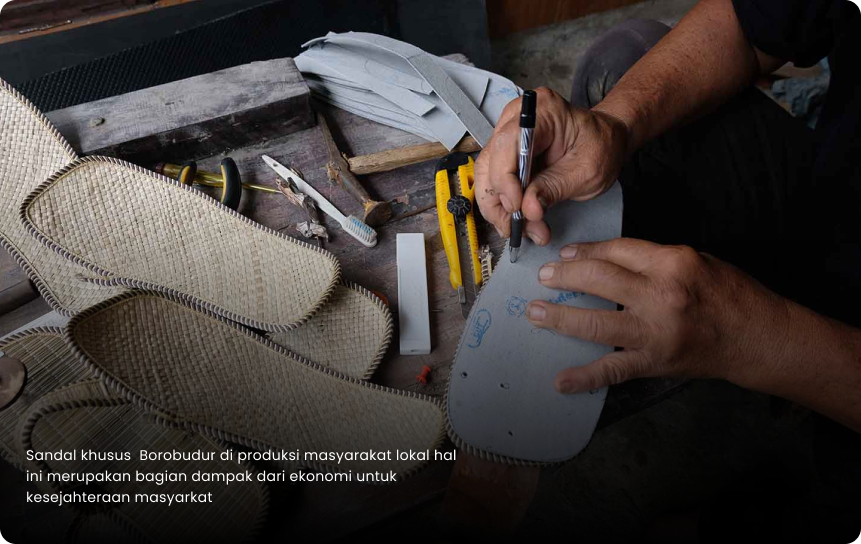 Sandal khusus  Borobudur di produksi masyarakat lokal hal
ini merupakan bagian dampak dari ekonomi untuk
kesejahteraan masyarkat